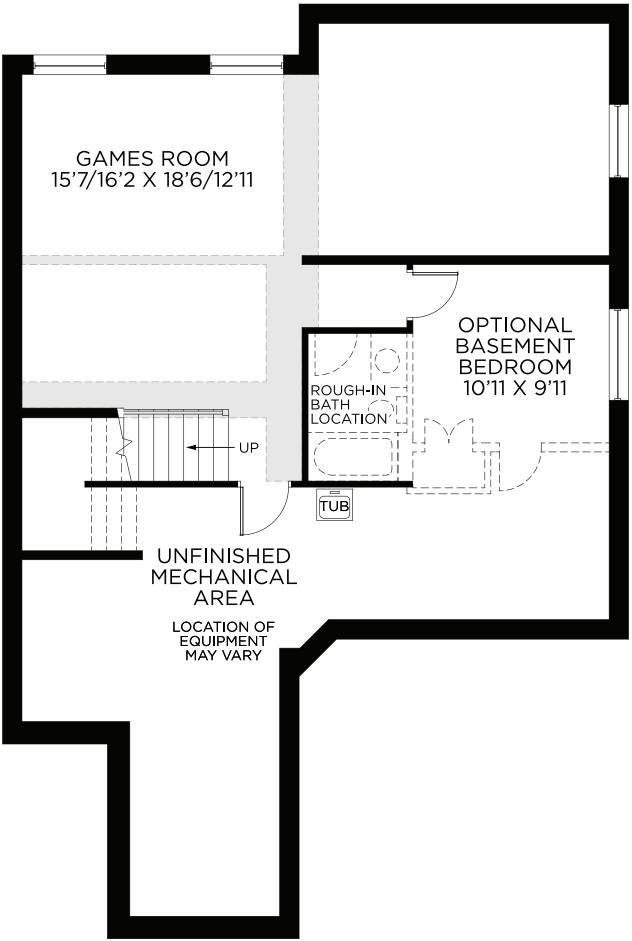 GAMES ROOM
15'7/16'2 X 18'6/12'11
OPTIONAL
BASEMENT
BEDROOM
10'11 X 9'11
ROUGH-IN
BATH
LOCATION
UP
TUB
UNFINISHED
MECHANICAL
AREA
LOCATION OF
EQUIPMENT
MAY VARY